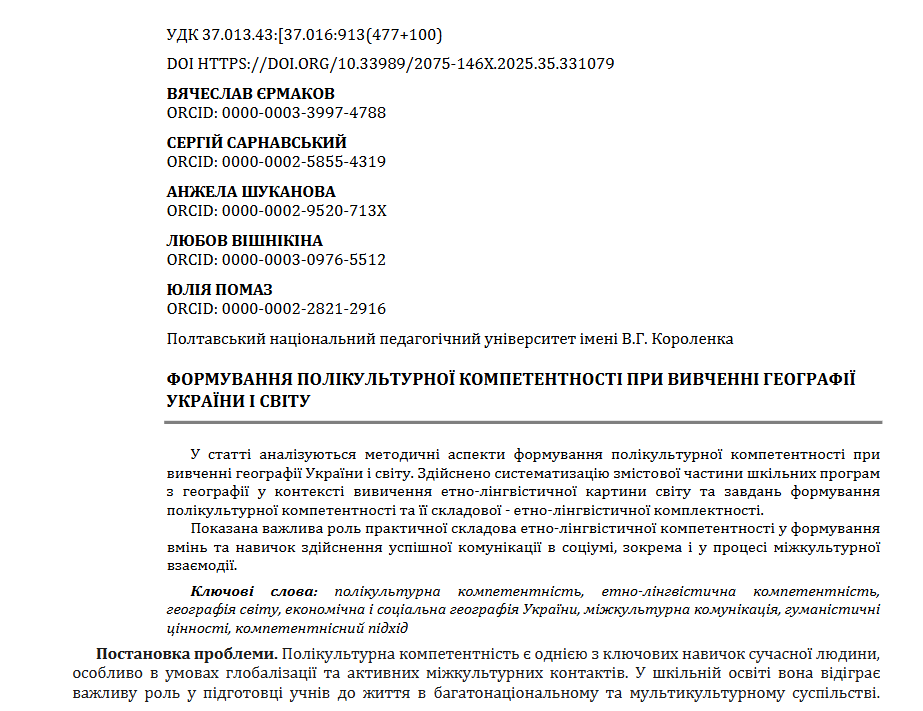 УДК 37.013.43:[37.016:913(477+100)
DOI HTTPS://DOI.ORG/10.33989/2075-146X.2025.35.331079
ВЯЧЕСЛАВ ЄРМАКОВ
ORCID: 0000-0003-3997-4788
СЕРГІЙ САРНАВСЬКИЙ
ORCID: 0000-0002-5855-4319
АНЖЕЛА ШУКАНОВА
ORCID: 0000-0002-9520-713X
ЛЮБОВ ВІШНІКІНА
ORCID: 0000-0003-0976-5512
ЮЛІЯ ПОМАЗ
ORCID: 0000-0002-2821-2916
Полтавський національний педагогічний університет імені В.Г. Короленка
ФОРМУВАННЯ ПОЛІКУЛЬТУРНОЇ КОМПЕТЕНТНОСТІ ПРИ ВИВЧЕННІ ГЕОГРАФІЇ
УКРАЇНИ І СВІТУ
У статті аналізуються методичні аспекти формування полікультурної компетентності при
вивченні географії України і світу. Здійснено систематизацію змістової частини шкільних програм
з географії у контексті вивичення етно-лінгвістичної картини світу та завдань формування
полікультурної компетентності та її складової - етно-лінгвістичної комплектності.
Показана важлива роль практичної складова етно-лінгвістичної компетентності у формування
вмінь та навичок здійснення успішної комунікації в соціумі, зокрема і у процесі міжкультурної
взаємодії.
Ключові слова: полікультурна компетентність, етно-лінгвістична компетентність,
географія світу, економічна і соціальна географія України, міжкультурна комунікація, гуманістичні
цінності, компетентнісний підхід
Постановка проблеми. Полікультурна компетентність є однією з ключових навичок сучасної людини,
особливо в умовах глобалізації та активних міжкультурних контактів. У шкільній освіті вона відіграє
важливу роль у підготовці учнів до життя в багатонаціональному та мультикультурному суспільстві.